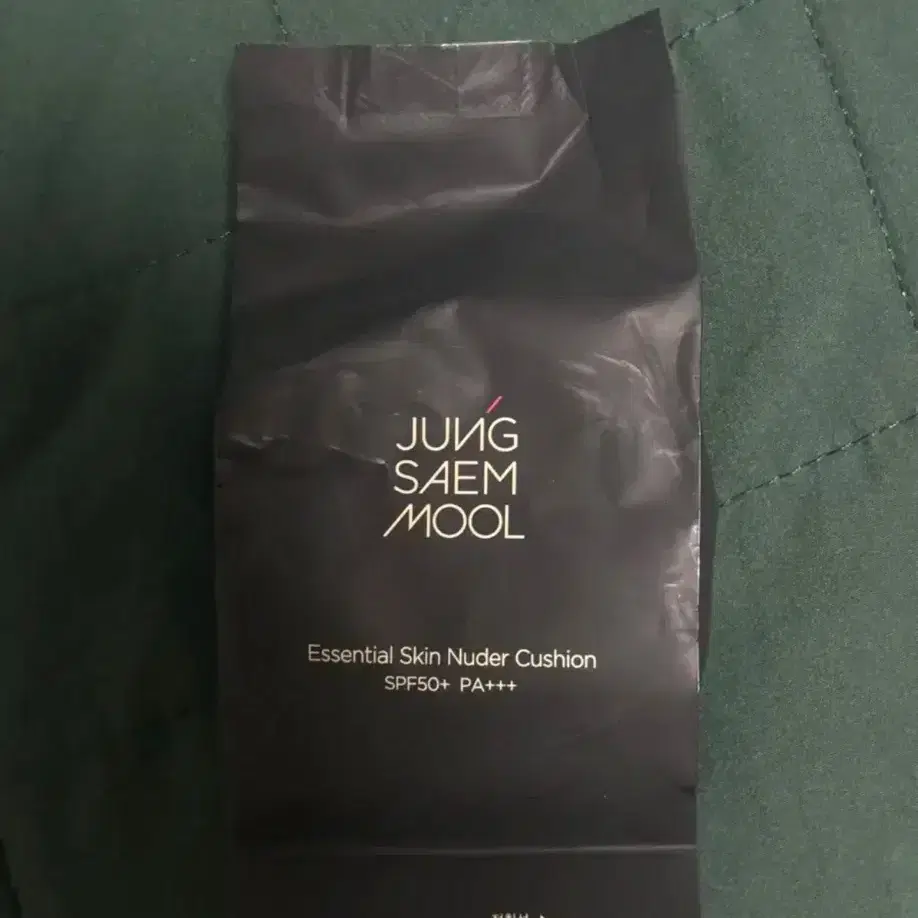 JUNG
SAEM
MOOL
Essential Skin Nuder Cushion
SPF50+ PA+++